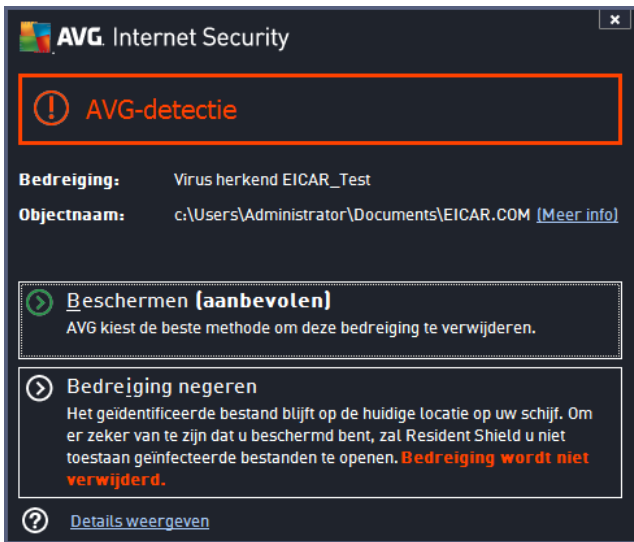 AVG. Internet Security
AVG-detectie
Bedreiging: Virus herkend EICAR_Test
Objectnaam: c:\Users\Administrator\Documents\EICAR.COM (Meer info)
Beschermen (aanbevolen)
AVG kiest de beste methode om deze bedreiging te verwijderen.
Bedreiging negeren
Het geïdentificeerde bestand blijft op de huidige locatie op uw schijf. Om
er zeker van te zijn dat u beschermd bent, zal Resident Shield u niet
toestaan geïnfecteerde bestanden te openen. Bedreiging wordt niet
verwijderd.
Details weergeven